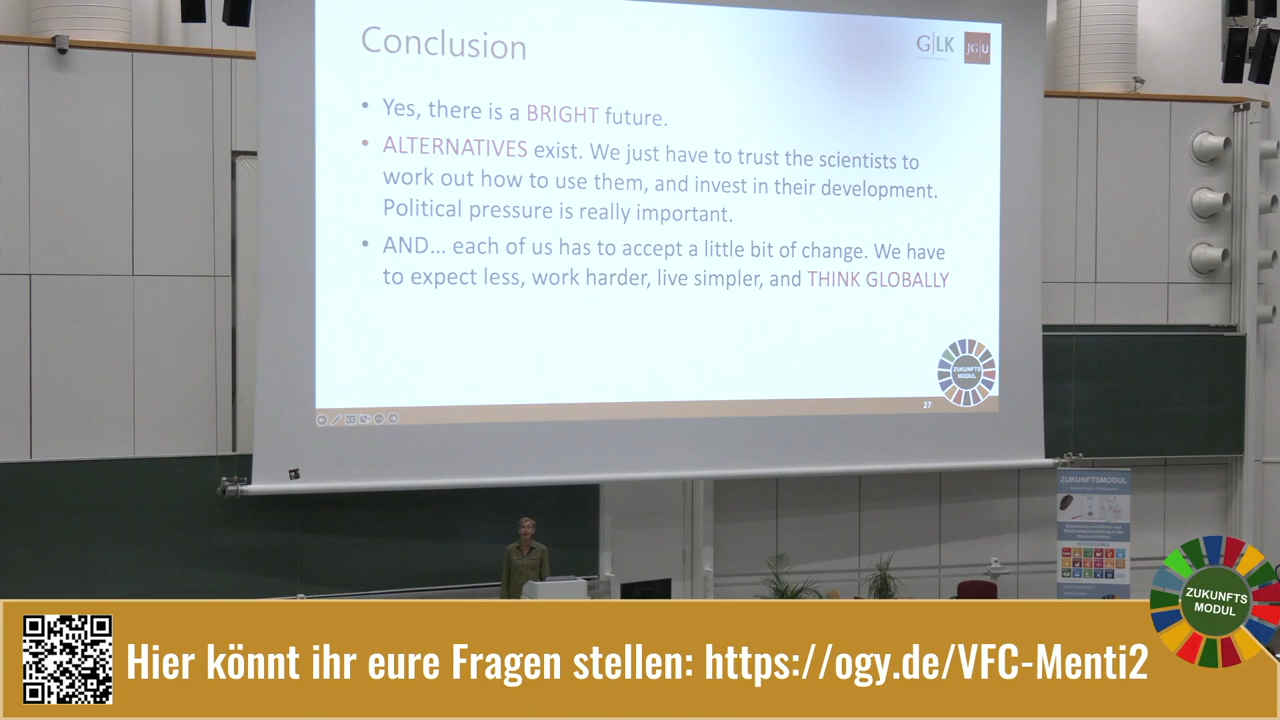 Conclusion
G|LK
JG|U
• Yes, there is a BRIGHT future.
• ALTERNATIVES exist. We just have to trust the scientists to
work out how to use them, and invest in their development.
Political pressure is really important.
• AND... each of us has to accept a little bit of change. We have
to expect less, work harder, live simpler, and THINK GLOBALLY
ZUKUNFTS
MODUL
27
ZUKUNFTSMODUL
ZUKUNFTS
MODUL
Hier könnt ihr eure Fragen stellen: https://ogy.de/VFC-Menti2